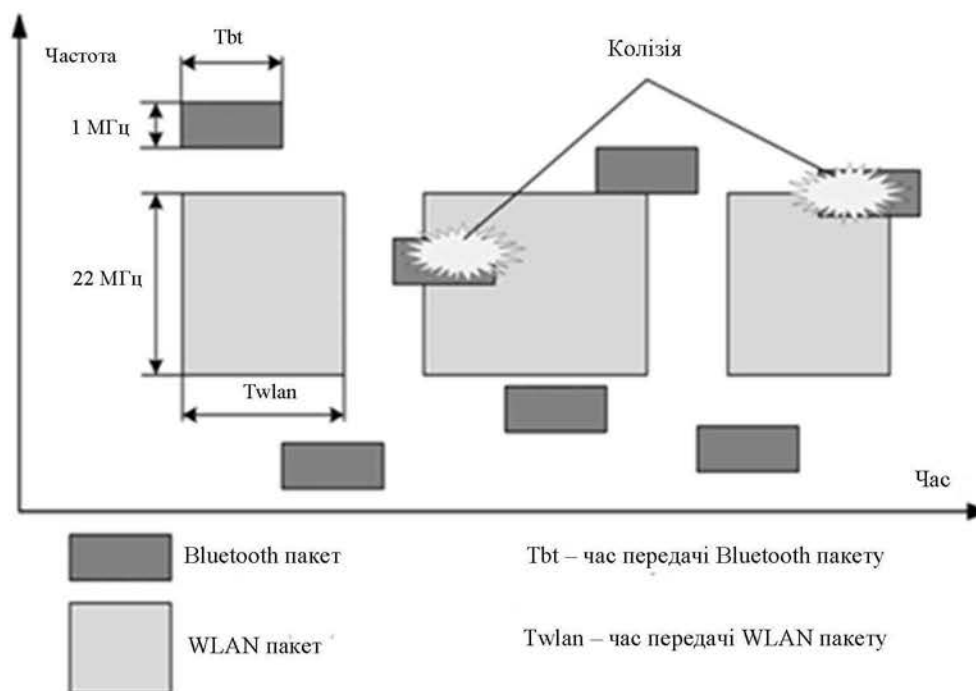 Частота
Tbt
Колізія
1 МГц
22 МГц
Twlan
Час
Bluetooth пакет
Tbt – час передачі Bluetooth пакету
WLAN пакет
Twlan – час передачі WLAN пакету